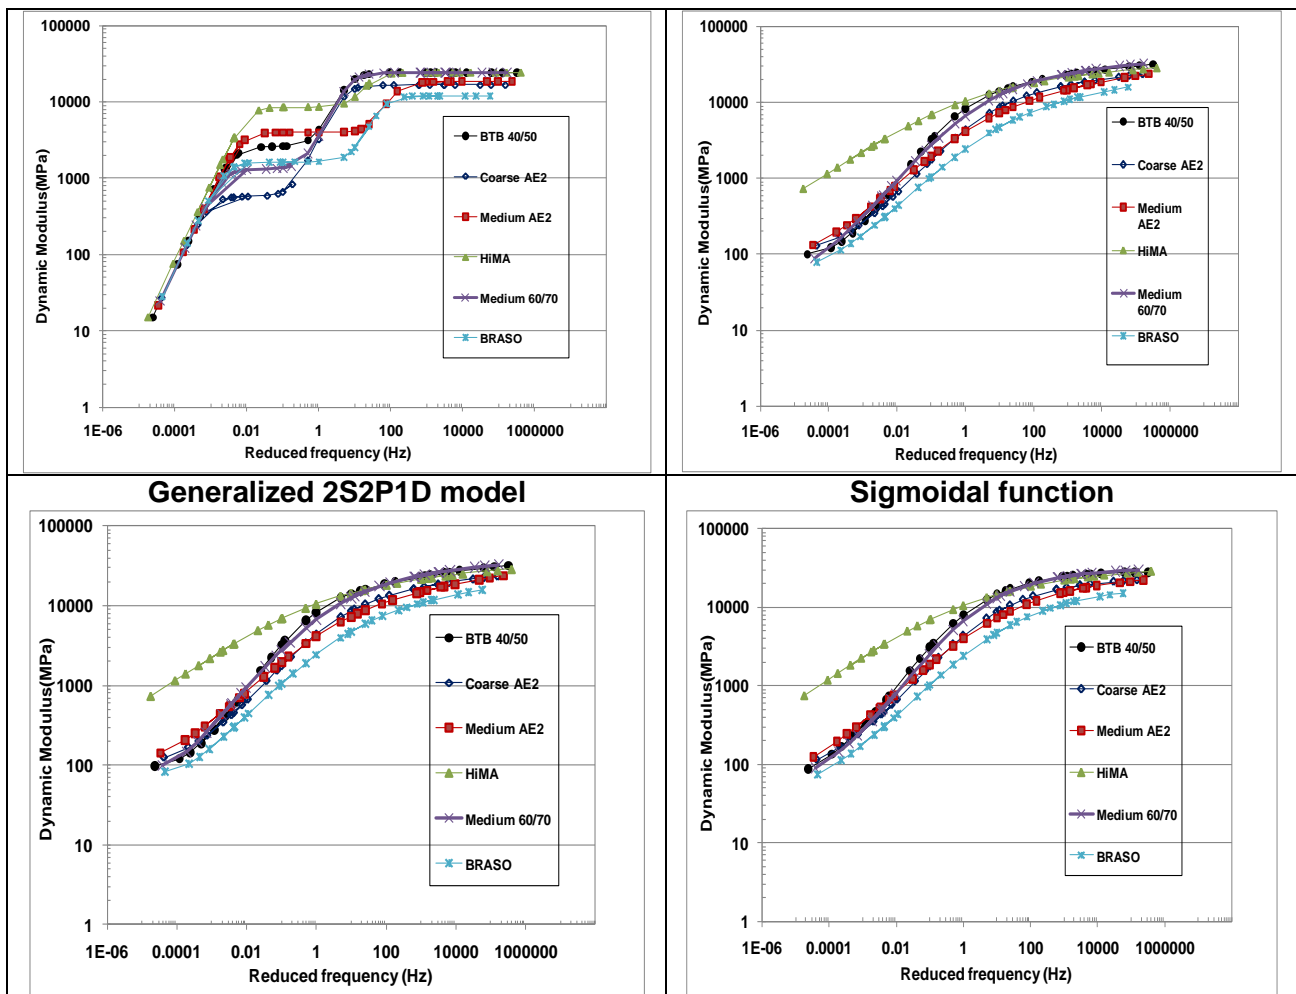 100000
10000
1000
100
10
1
Dynamic Modulus(MPa)
1E-06 0.0001 0.01 1 100 10000 1000000
Reduced frequency (Hz)
BTB 40/50
Coarse AE2
Medium AE2
HiMA
Medium 60/70
BRASO
100000
10000
1000
100
10
1
Dynamic Modulus(MPa)
1E-06 0.0001 0.01 1 100 10000 1000000
Reduced frequency (Hz)
BTB 40/50
Coarse AE2
Medium
AE2
HiMA
Medium
60/70
BRASO
Generalized 2S2P1D model
100000
10000
1000
100
10
1
Dynamic Modulus(MPa)
1E-06 0.0001 0.01 1 100 10000 1000000
Reduced frequency (Hz)
BTB 40/50
Coarse AE2
Medium AE2
HiMA
Medium 60/70
BRASO
Sigmoidal function
100000
10000
1000
100
10
1
Dynamic Modulus(MPa)
1E-06 0.0001 0.01 1 100 10000 1000000
Reduced frequency (Hz)
BTB 40/50
Coarse AE2
Medium AE2
HiMA
Medium 60/70
BRASO